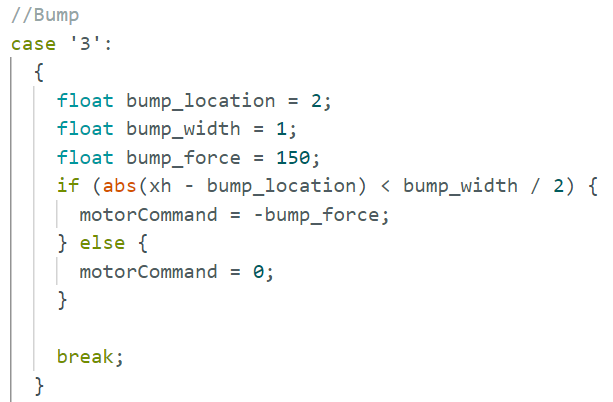 //Bump
case '3':
{
float bump_location = 2;
float bump_width = 1;
float bump_force = 150;
if (abs(xh - bump_location) < bump_width / 2) {
motorCommand = -bump_force;
} else {
motorCommand = 0;
}
break;
}